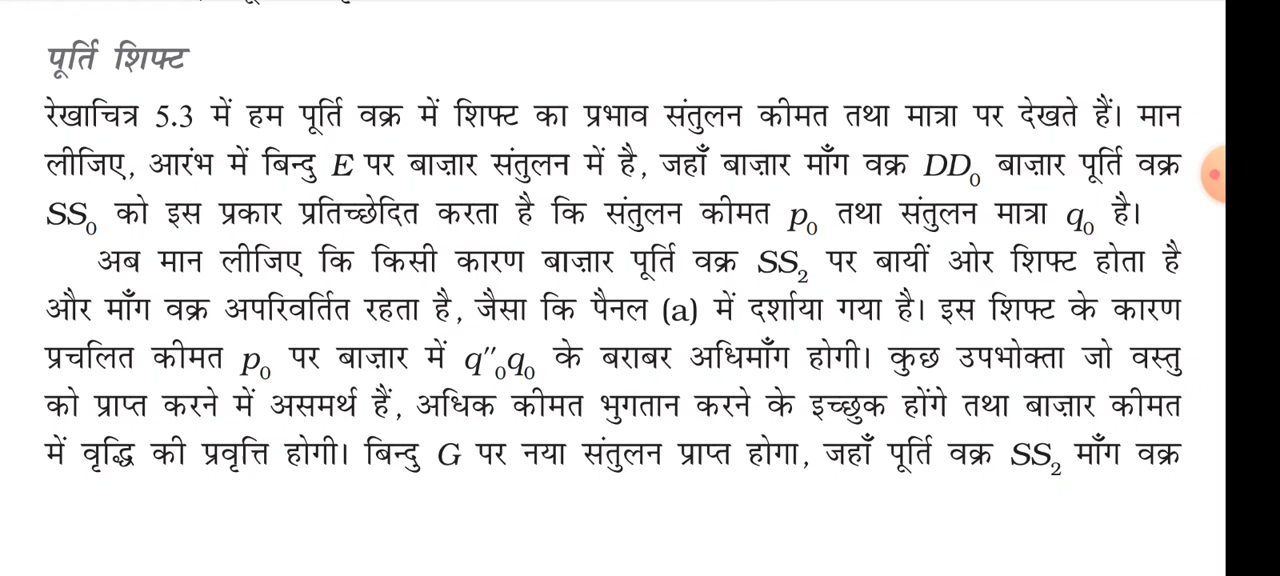 पूर्ति शिफ्ट
रेखाचित्र 5.3 में हम पूर्ति वक्र में शिफ्ट का प्रभाव संतुलन कीमत तथा मात्रा पर देखते हैं। मान
लीजिए, आरंभ में बिन्दु E पर बाज़ार संतुलन में है, जहाँ बाज़ार माँग वक्र DD₀ बाज़ार पूर्ति वक्र
SS₀ को इस प्रकार प्रतिच्छेदित करता है कि संतुलन कीमत p₀ तथा संतुलन मात्रा q₀ है।
अब मान लीजिए कि किसी कारण बाज़ार पूर्ति वक्र SS₂ पर बायीं ओर शिफ्ट होता है
और माँग वक्र अपरिवर्तित रहता है, जैसा कि पैनल (a) में दर्शाया गया है। इस शिफ्ट के कारण
प्रचलित कीमत p₀ पर बाज़ार में q″₀q₀ के बराबर अधिमाँग होगी। कुछ उपभोक्ता जो वस्तु
को प्राप्त करने में असमर्थ हैं, अधिक कीमत भुगतान करने के इच्छुक होंगे तथा बाज़ार कीमत
में वृद्धि की प्रवृत्ति होगी। बिन्दु G पर नया संतुलन प्राप्त होगा, जहाँ पूर्ति वक्र SS₂ माँग वक्र